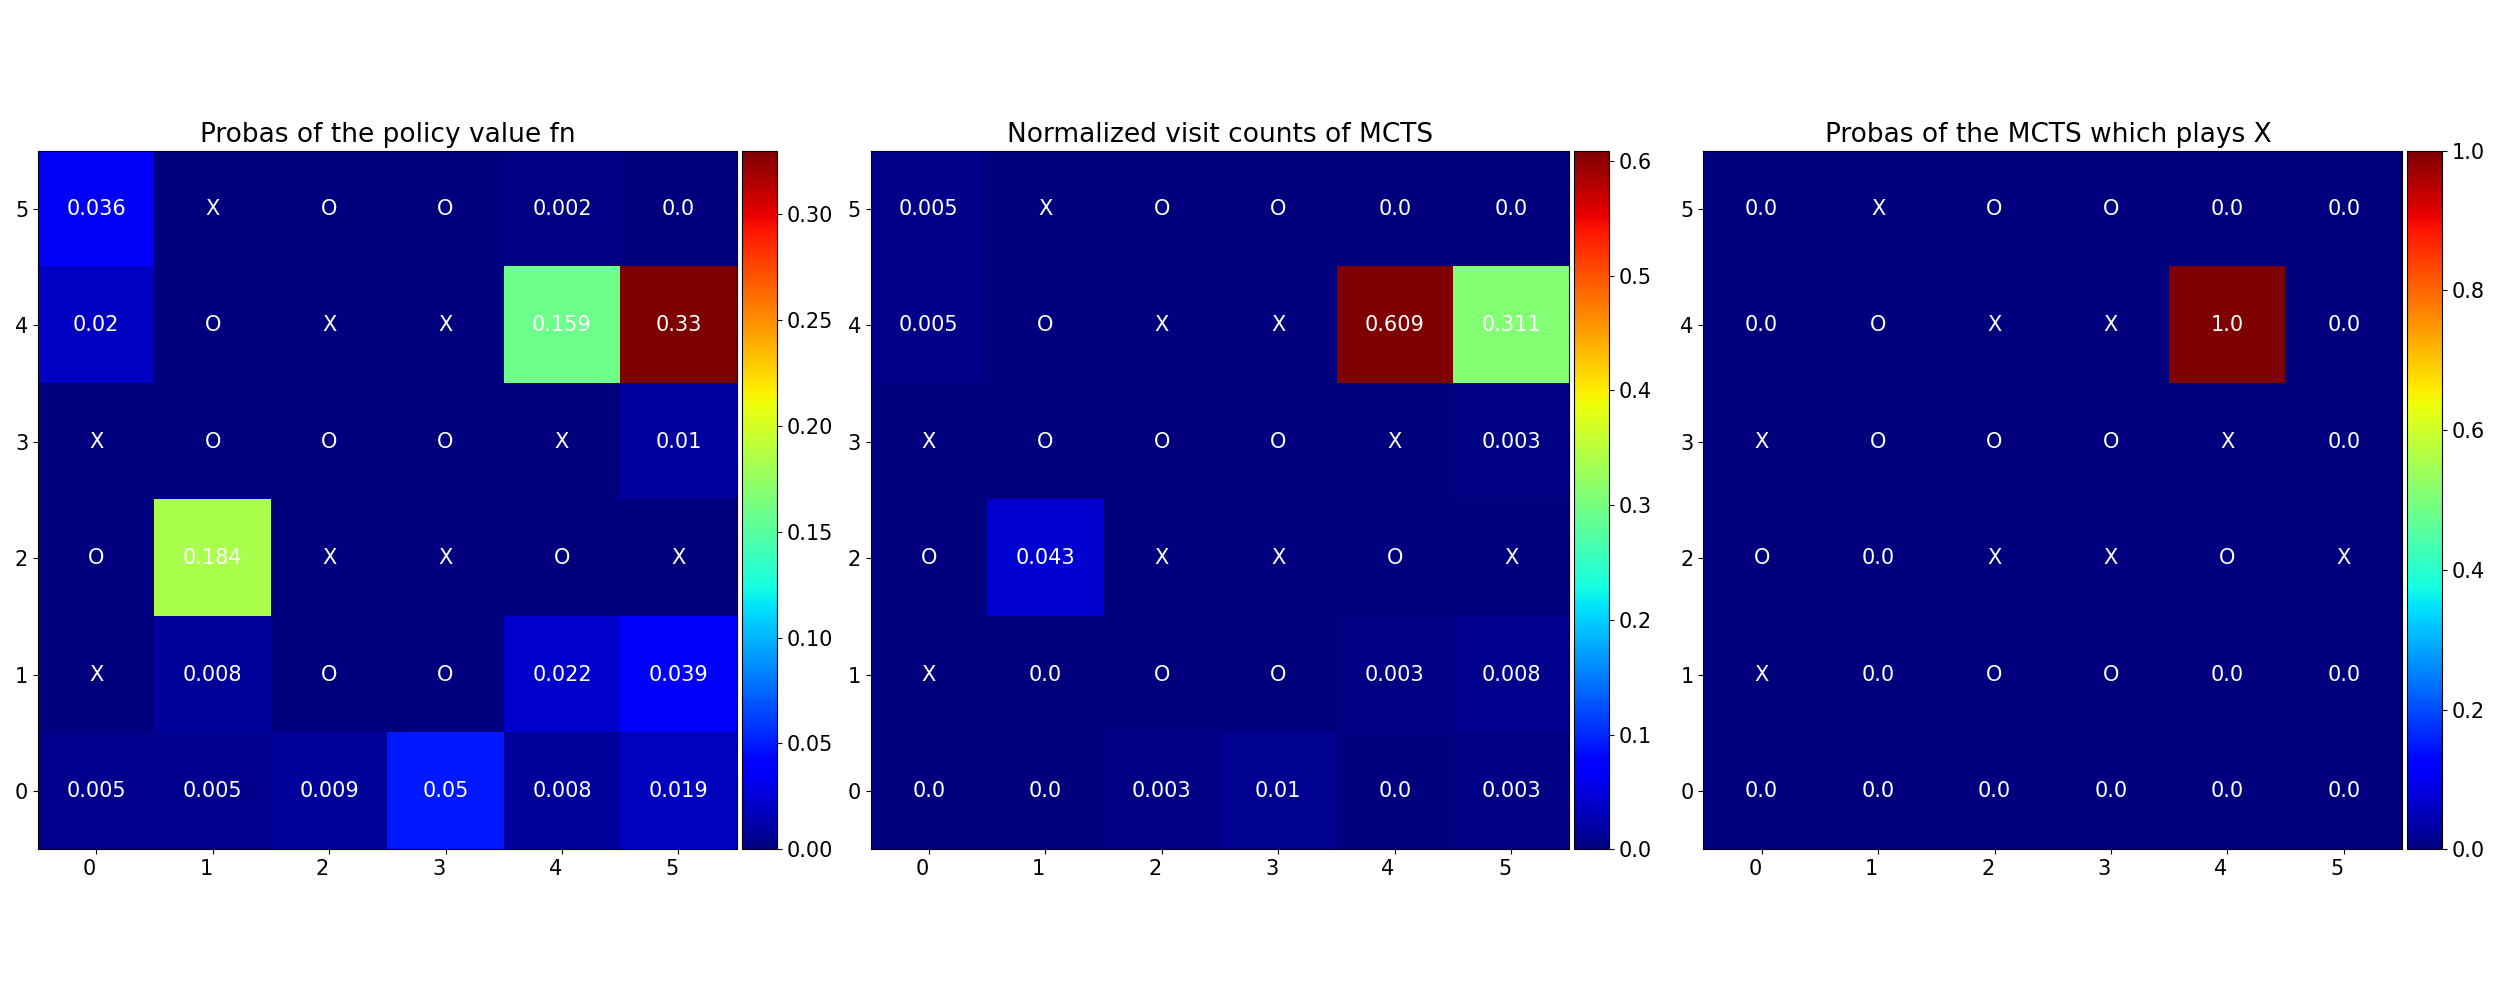 Probas of the policy value fn
5 0.036 X O O 0.002 0.0
4 0.02 O X X 0.159 0.33
3 X O O O X 0.01
2 O 0.184 X X O X
1 X 0.008 O O 0.022 0.039
0 0.005 0.005 0.009 0.05 0.008 0.019
0 1 2 3 4 5
0.30
0.25
0.20
0.15
0.10
0.05
0.00
Normalized visit counts of MCTS
5 0.005 X O O 0.0 0.0
4 0.005 O X X 0.609 0.311
3 X O O O X 0.003
2 O 0.043 X X O X
1 X 0.0 O O 0.003 0.008
0 0.0 0.0 0.003 0.01 0.0 0.003
0 1 2 3 4 5
0.6
0.5
0.4
0.3
0.2
0.1
0.0
Probas of the MCTS which plays X
5 0.0 X O O 0.0 0.0
4 0.0 O X X 1.0 0.0
3 X O O O X 0.0
2 O 0.0 X X O X
1 X 0.0 O O 0.0 0.0
0 0.0 0.0 0.0 0.0 0.0 0.0
0 1 2 3 4 5
1.0
0.8
0.6
0.4
0.2
0.0